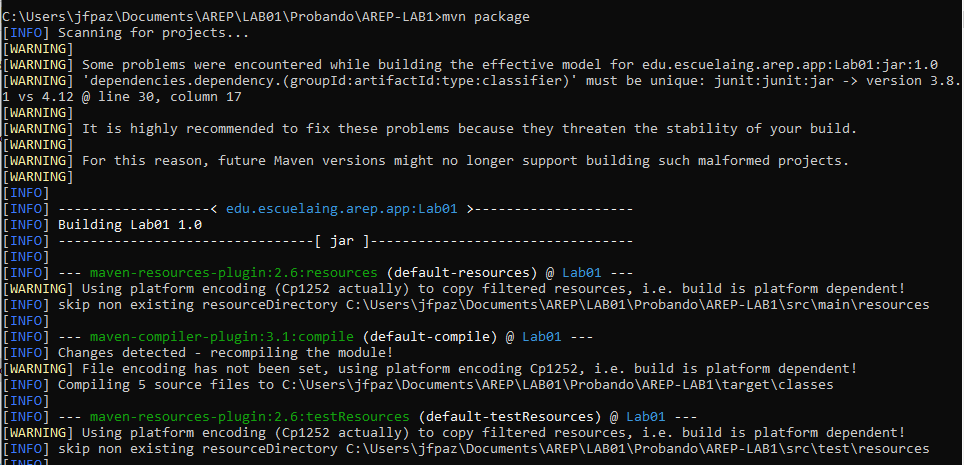 C:\Users\jfpaz\Documents\AREP\LAB01\Probando\AREP-LAB1>mvn package
[INFO] Scanning for projects...
[WARNING]
[WARNING] Some problems were encountered while building the effective model for edu.escuelaing.arep.app:Lab01:jar:1.0
[WARNING] 'dependencies.dependency.(groupId:artifactId:type:classifier)' must be unique: junit:junit:jar -> version 3.8.
1 vs 4.12 @ line 30, column 17
[WARNING]
[WARNING] It is highly recommended to fix these problems because they threaten the stability of your build.
[WARNING]
[WARNING] For this reason, future Maven versions might no longer support building such malformed projects.
[WARNING]
[INFO]
[INFO] -------------------< edu.escuelaing.arep.app:Lab01 >--------------------
[INFO] Building Lab01 1.0
[INFO] --------------------------------[ jar ]---------------------------------
[INFO]
[INFO] --- maven-resources-plugin:2.6:resources (default-resources) @ Lab01 ---
[WARNING] Using platform encoding (Cp1252 actually) to copy filtered resources, i.e. build is platform dependent!
[INFO] skip non existing resourceDirectory C:\Users\jfpaz\Documents\AREP\LAB01\Probando\AREP-LAB1\src\main\resources
[INFO]
[INFO] --- maven-compiler-plugin:3.1:compile (default-compile) @ Lab01 ---
[INFO] Changes detected - recompiling the module!
[WARNING] File encoding has not been set, using platform encoding Cp1252, i.e. build is platform dependent!
[INFO] Compiling 5 source files to C:\Users\jfpaz\Documents\AREP\LAB01\Probando\AREP-LAB1\target\classes
[INFO]
[INFO] --- maven-resources-plugin:2.6:testResources (default-testResources) @ Lab01 ---
[WARNING] Using platform encoding (Cp1252 actually) to copy filtered resources, i.e. build is platform dependent!
[INFO] skip non existing resourceDirectory C:\Users\jfpaz\Documents\AREP\LAB01\Probando\AREP-LAB1\src\test\resources
[INFO]